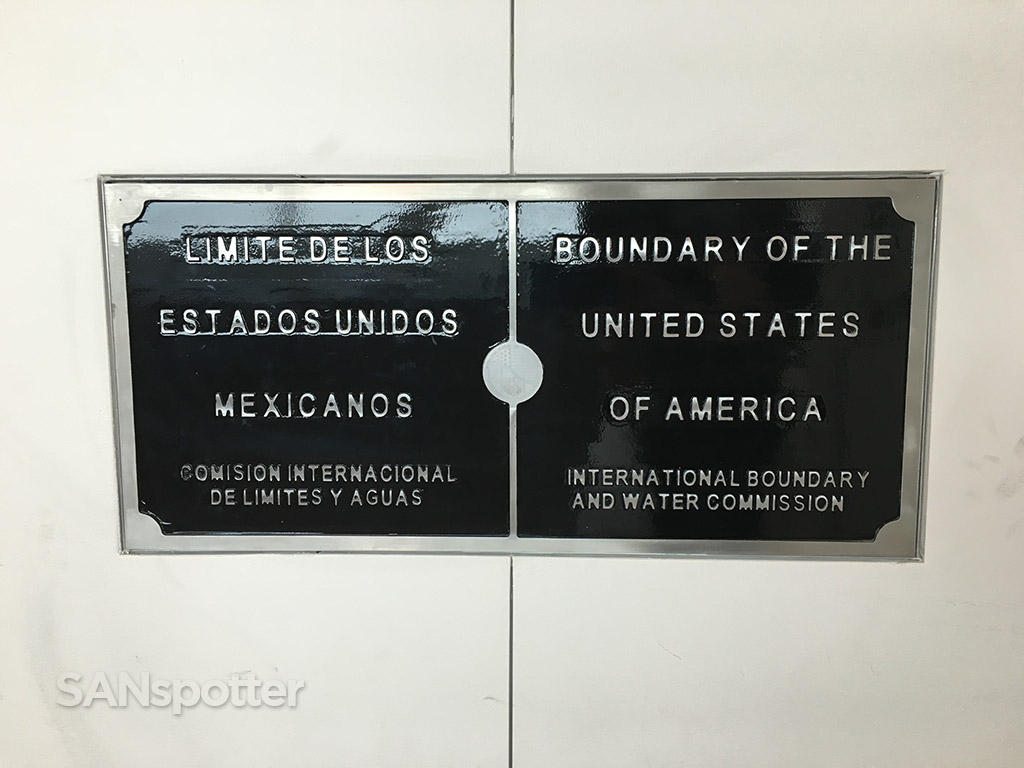 LIMITE DE LOS
ESTADOS UNIDOS
MEXICANOS
COMISION INTERNACIONAL
DE LIMITES Y AGUAS
BOUNDARY OF THE
UNITED STATES
OF AMERICA
INTERNATIONAL BOUNDARY
AND WATER COMMISSION
SANspotter